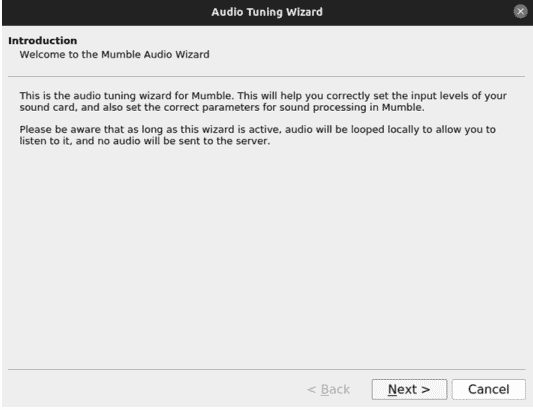 Audio Tuning Wizard
Introduction
Welcome to the Mumble Audio Wizard
This is the audio tuning wizard for Mumble. This will help you correctly set the input levels of your
sound card, and also set the correct parameters for sound processing in Mumble.
Please be aware that as long as this wizard is active, audio will be looped locally to allow you to
listen to it, and no audio will be sent to the server.
< Back Next > Cancel